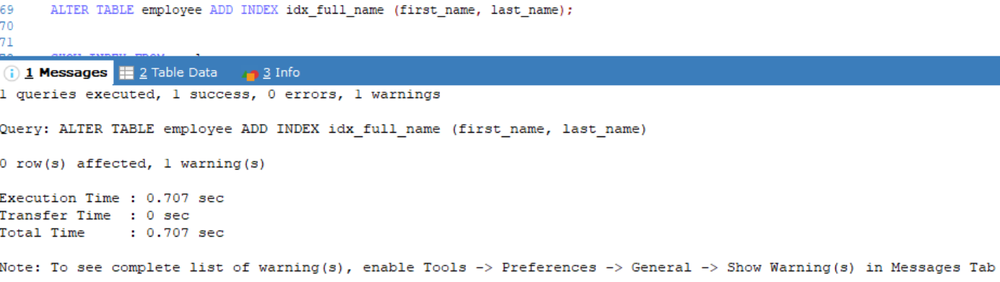 69 ALTER TABLE employee ADD INDEX idx_full_name (first_name, last_name);
70
71
1 Messages 2 Table Data 3 Info
1 queries executed, 1 success, 0 errors, 1 warnings
Query: ALTER TABLE employee ADD INDEX idx_full_name (first_name, last_name)
0 row(s) affected, 1 warning(s)
Execution Time : 0.707 sec
Transfer Time : 0 sec
Total Time : 0.707 sec
Note: To see complete list of warning(s), enable Tools -> Preferences -> General -> Show Warning(s) in Messages Tab